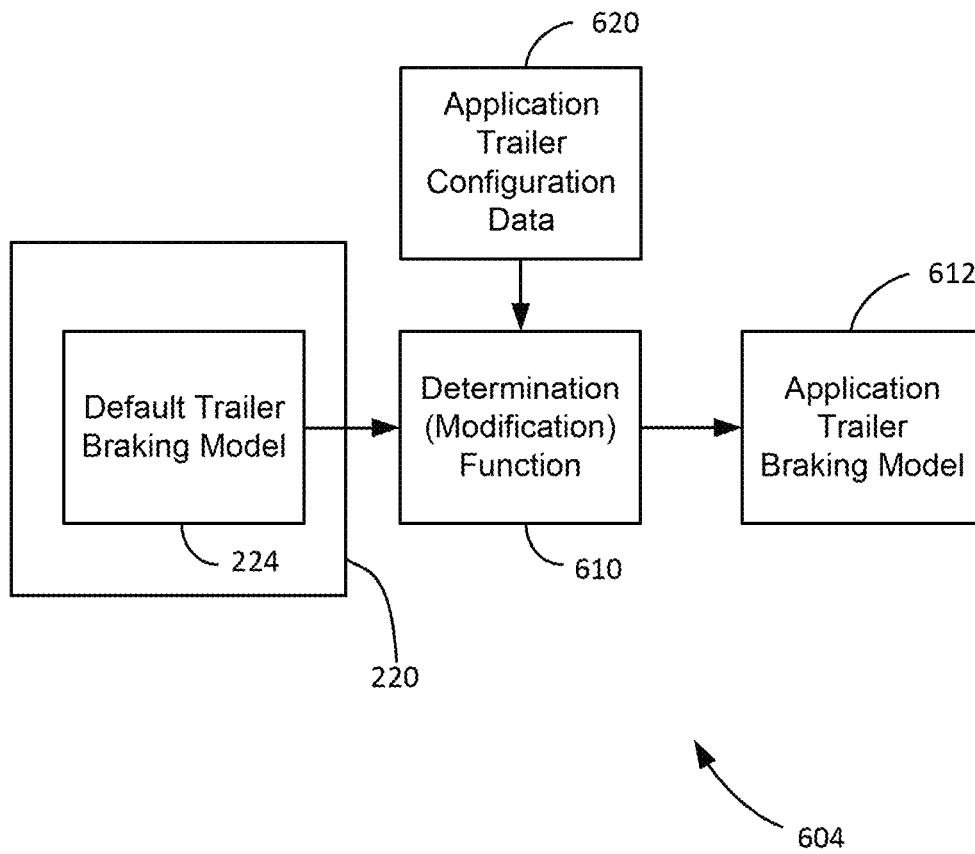 620
Application
Trailer
Configuration
Data
612
Default Trailer
Braking Model
Determination
(Modification)
Function
Application
Trailer
Braking Model
224
610
220
604